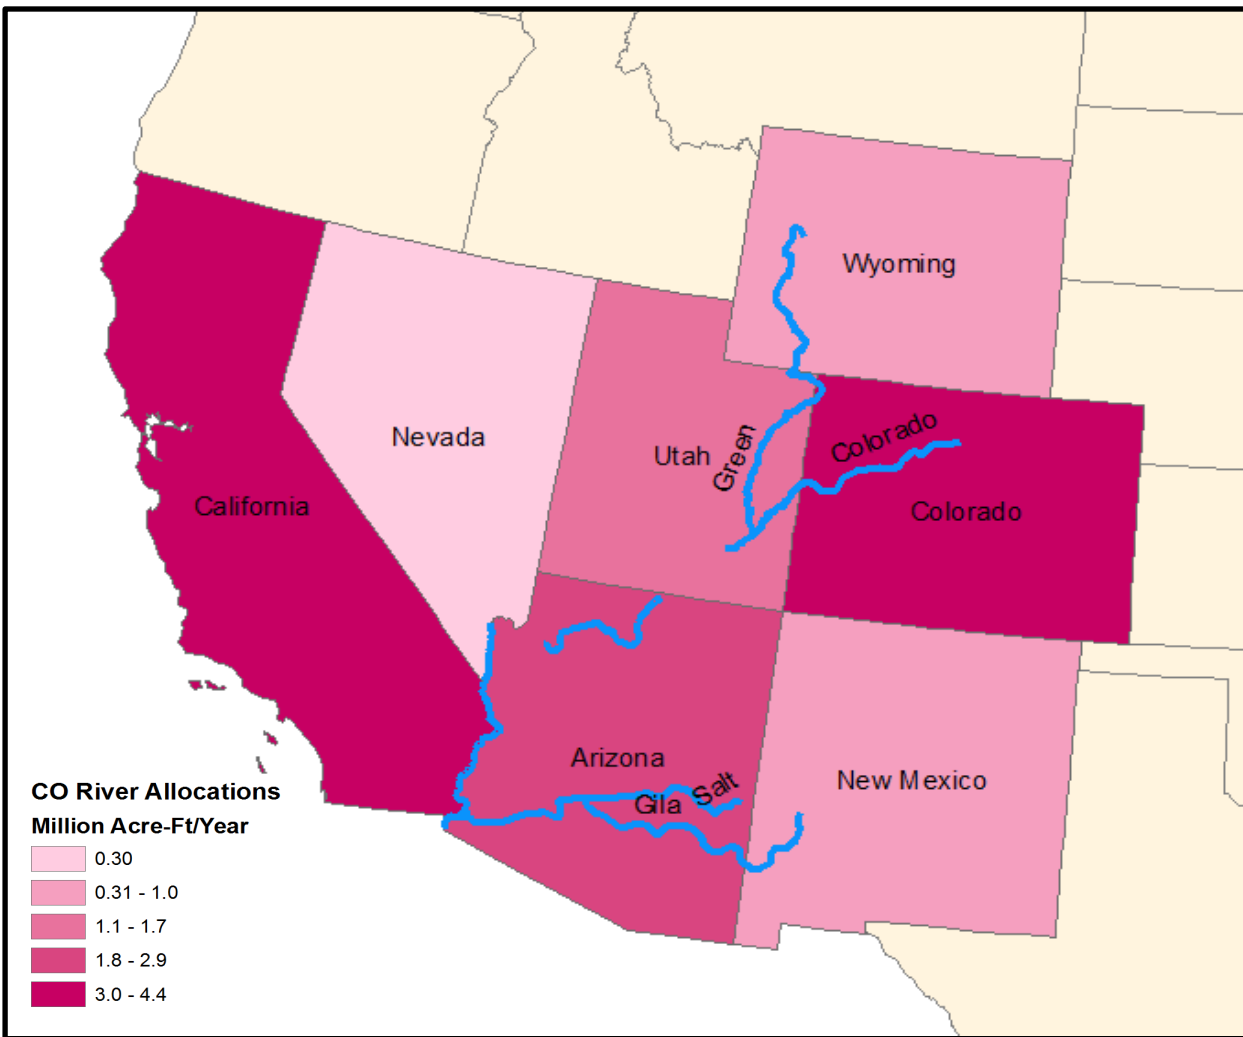 Wyoming
Colorado
Nevada
Utah
Green
California
Colorado
Arizona
New Mexico
Salt
Gila
CO River Allocations
Million Acre-Ft/Year
0.30
0.31 - 1.0
1.1 - 1.7
1.8 - 2.9
3.0 - 4.4